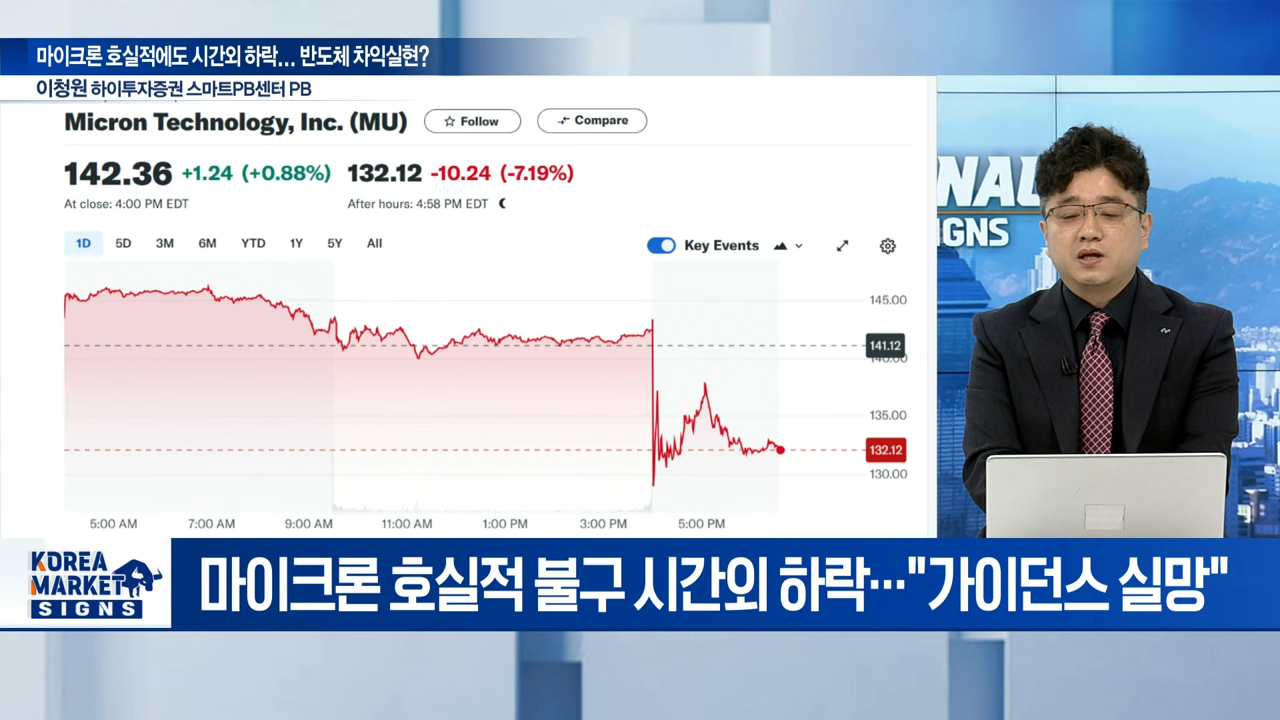 마이크론 호실적에도 시간외 하락... 반도체 차익실현?
이청원 하이투자증권 스마트PB센터 PB
Micron Technology, Inc. (MU)
☆ Follow
Compare
142.36 +1.24 (+0.88%) 132.12 -10.24 (-7.19%)
At close: 4:00 PM EDT After hours: 4:58 PM EDT
1D 5D 3M 6M YTD 1Y 5Y All
Key Events
145.00
141.12
140.00
135.00
132.12
130.00
5:00 AM 7:00 AM 9:00 AM 11:00 AM 1:00 PM 3:00 PM 5:00 PM
NAL
IGNS
KOREA
MARKET
SIGNS
마이크론 호실적 불구 시간외 하락…"가이던스 실망"